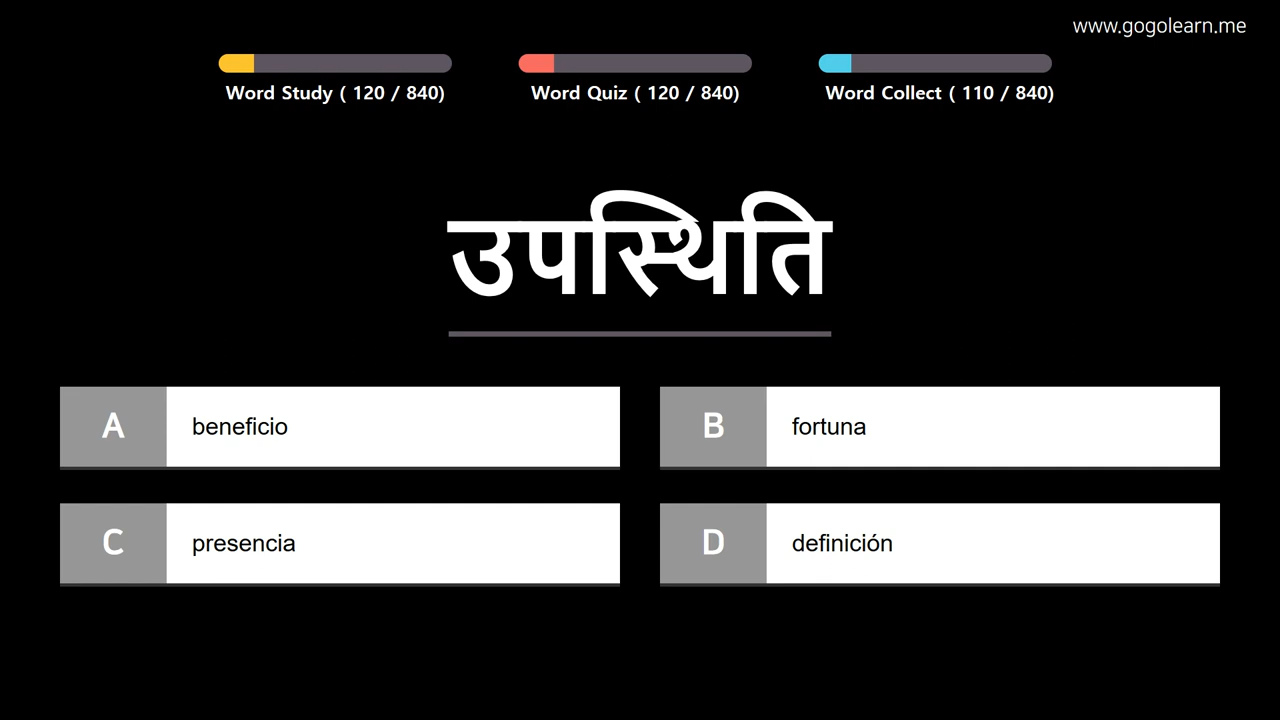 www.gogolearn.me
Word Study ( 120 / 840) Word Quiz ( 120 / 840) Word Collect ( 110 / 840)
उपस्थिति
A beneficio
B fortuna
C presencia
D definición